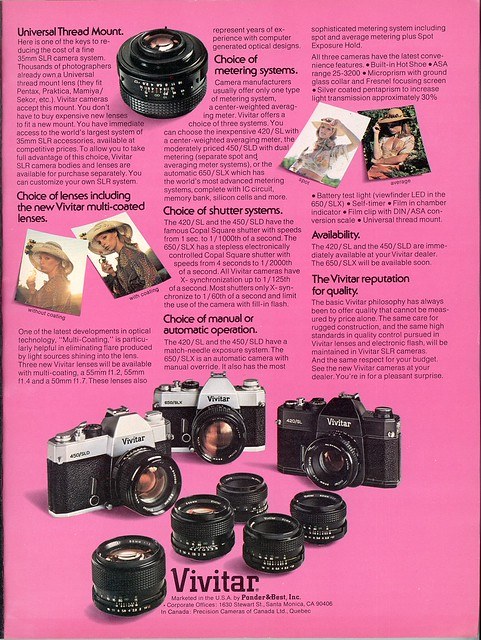 Universal Thread Mount.
Here is one of the keys to re-
ducing the cost of a fine
35mm SLR camera system.
Thousands of photographers
already own a Universal
thread mount lens (they fit
Pentax, Praktica, Mamiya/
Sekor, etc.). Vivitar cameras
accept this mount. You don't
have to buy expensive new lenses
to fit a new mount. You have immediate
access to the world's largest system of
35mm SLR accessories, available at
competitive prices. To allow you to take
full advantage of this choice, Vivitar
SLR camera bodies and lenses are
available for purchase separately. You
can customize your own SLR system.
Choice of lenses including
the new Vivitar multi-coated
lenses.
without coating
with coating
One of the latest developments in optical
technology, "Multi-Coating," is particu-
larly helpful in eliminating flare produced
by light sources shining into the lens.
Three new Vivitar lenses will be available
with multi-coating, a 55mm f1.2, 55mm
f1.4 and a 50mm f1.7. These lenses also
represent years of ex-
perience with computer
generated optical designs.
Choice of
metering systems.
Camera manufacturers
usually offer only one type
of metering system,
a center-weighted averag-
ing meter. Vivitar offers a
choice of three systems. You
can choose the inexpensive 420/SL with
a center-weighted averaging meter, the
moderately priced 450/SLD with dual
metering (separate spot and
averaging meter systems), or the
automatic 650/SLX which has
the world's most advanced metering
systems, complete with IC circuit,
memory bank, silicon cells and more.
Choice of shutter systems.
The 420/SL and the 450/SLD have the
famous Copal Square shutter with speeds
from 1 sec. to 1/1000th of a second. The
650/SLX has a stepless electronically
controlled Copal Square shutter with
speeds from 4 seconds to 1/2000th
of a second. All Vivitar cameras have
X-synchronization up to 1/125th
of a second. Most shutters only X-syn-
chronize to 1/60th of a second and limit
the use of the camera with fill-in flash.
Choice of manual or
automatic operation.
The 420/SL and the 450/SLD have a
match-needle exposure system. The
650/SLX is an automatic camera with
manual override. It also has the most
sophisticated metering system including
spot and average metering plus Spot
Exposure Hold.
All three cameras have the latest conve-
nience features. • Built-in Hot Shoe • ASA
range 25-3200 • Microprism with ground
glass collar and Fresnel focusing screen
• Silver coated pentaprism to increase
light transmission approximately 30%
spot
average
• Battery test light (viewfinder LED in the
650/SLX) • Self-timer • Film in chamber
indicator • Film clip with DIN/ASA con-
version scale • Universal thread mount.
Availability.
The 420/SL and the 450/SLD are imme-
diately available at your Vivitar dealer.
The 650/SLX will be available soon.
The Vivitar reputation
for quality.
The basic Vivitar philosophy has always
been to offer quality that cannot be meas-
ured by price alone. The same care for
rugged construction, and the same high
standards in quality control pursued in
Vivitar lenses and electronic flash, will be
maintained in Vivitar SLR cameras.
And the same respect for your budget.
See the new Vivitar cameras at your
dealer. You're in for a pleasant surprise.
Vivitar
450/SLD
Vivitar
650/SLX
Vivitar
420/SL
Vivitar®
Marketed in the U.S.A. by Ponder&Best, Inc.
• Corporate Offices: 1630 Stewart St., Santa Monica, CA 90406
In Canada: Precision Cameras of Canada Ltd., Quebec